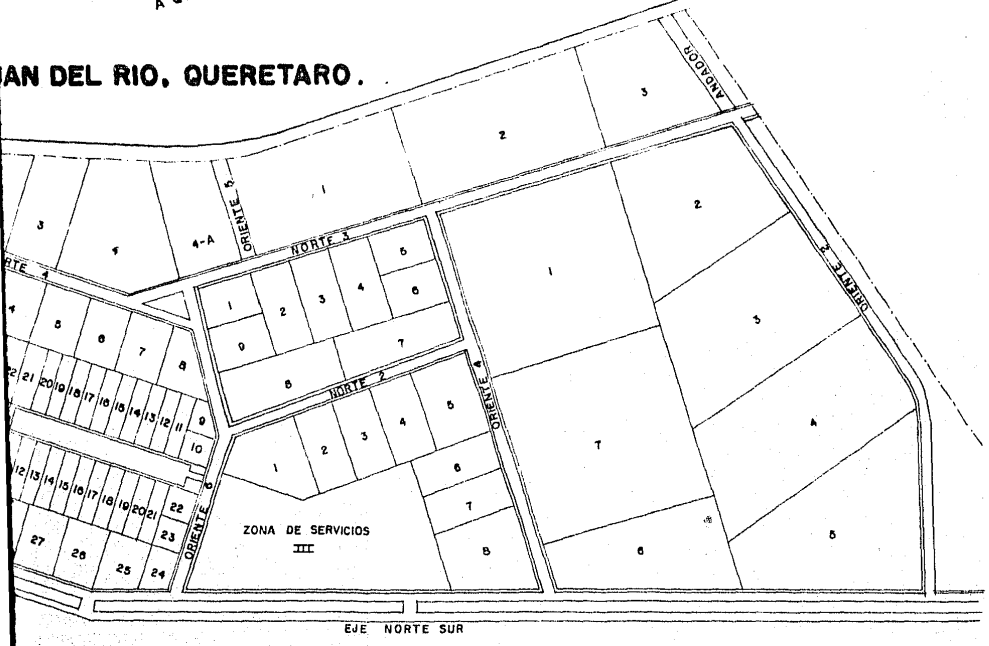 JAN DEL RIO, QUERETARO.
ANDADOR
3
2
1
ORIENTE 5
4-A
3
NORTE 3
NORTE 4
ORIENTE 2
1
2
3
4
5
6
7
1
2
3
4
5
6
7
8
9
NORTE 2
ORIENTE 4
1
2
3
4
5
6
7
8
ZONA DE SERVICIOS
III
ORIENTE 6
4
5
6
7
8
9
10
22 21 20 19 18 17 16 15 14 13 12 11
12 13 14 15 16 17 18 19 20 21
22
23
24
25
26
27
EJE NORTE SUR